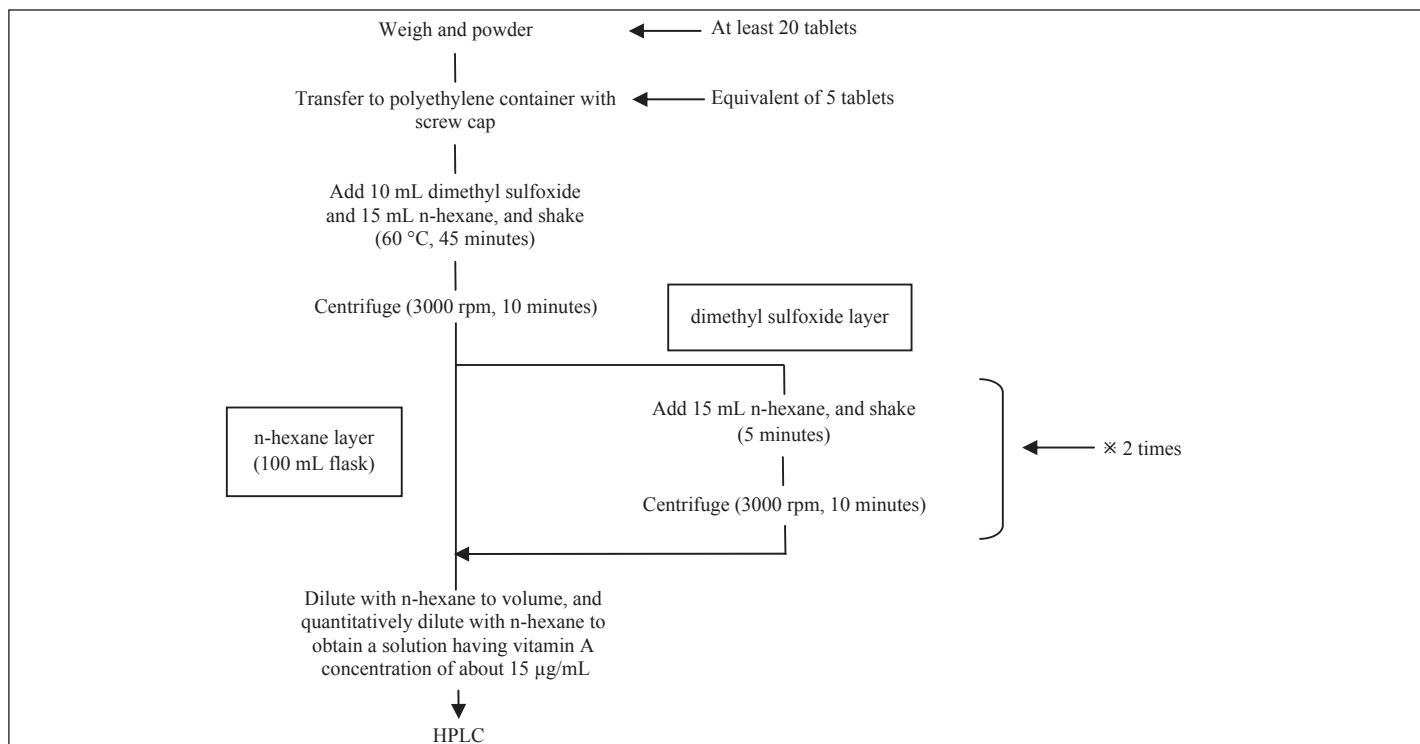 Weigh and powder
At least 20 tablets
Transfer to polyethylene container with
screw cap
Equivalent of 5 tablets
Add 10 mL dimethyl sulfoxide
and 15 mL n-hexane, and shake
(60 °C, 45 minutes)
Centrifuge (3000 rpm, 10 minutes)
dimethyl sulfoxide layer
n-hexane layer
(100 mL flask)
Add 15 mL n-hexane, and shake
(5 minutes)
※ 2 times
Centrifuge (3000 rpm, 10 minutes)
Dilute with n-hexane to volume, and
quantitatively dilute with n-hexane to
obtain a solution having vitamin A
concentration of about 15 µg/mL
HPLC